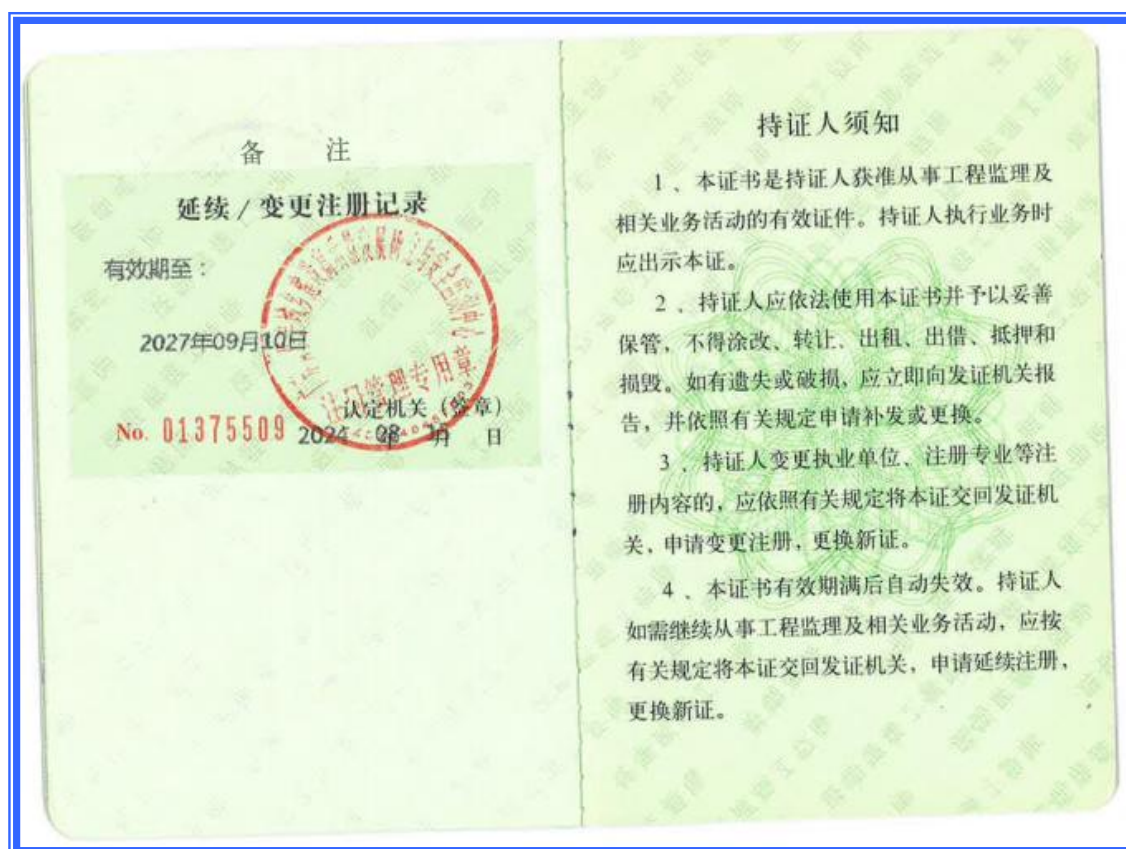 备 注
延续 / 变更注册记录
有效期至：
2027年09月10日
认定机关（签章）
No. 01375509 2024 08 年 月 日
注册管理专用章
持证人须知
1 、本证书是持证人获准从事工程监理及
相关业务活动的有效证件。持证人执行业务时
应出示本证。
2 、持证人应依法使用本证书并予以妥善
保管，不得涂改、转让、出租、出借、抵押和
损毁。如有遗失或破损，应立即向发证机关报
告，并依照有关规定申请补发或更换。
3 、持证人变更执业单位、注册专业等注
册内容的，应依照有关规定将本证交回发证机
关，申请变更注册，更换新证。
4 、本证书有效期满后自动失效。持证人
如需继续从事工程监理及相关业务活动，应按
有关规定将本证交回发证机关，申请延续注册，
更换新证。